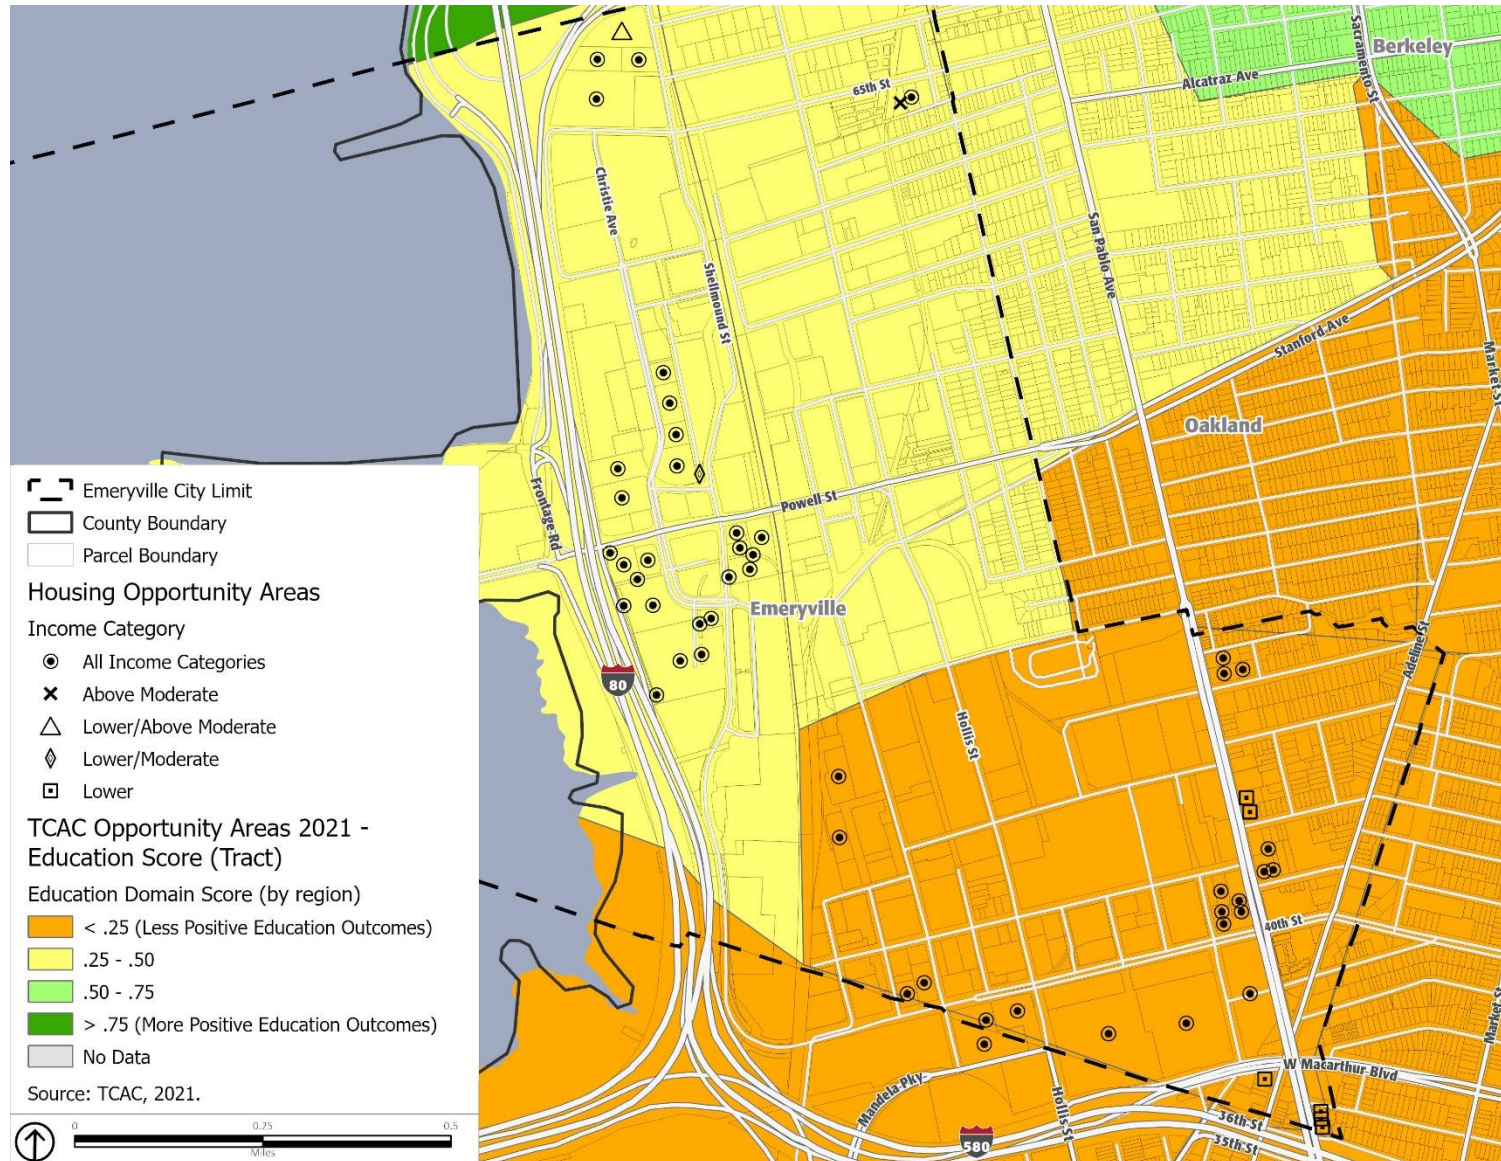 Berkeley
Sacramento St
Alcatraz Ave
65th St
Christie Ave
Shellmound St
San Pablo Ave
Stanford Ave
Market St
Oakland
Powell St
Frontage Rd
Emeryville
80
Adeline St
Hollis St
40th St
Market St
W Macarthur Blvd
Mandela Pky
Hollis St
36th St
35th St
580
Emeryville City Limit
County Boundary
Parcel Boundary
Housing Opportunity Areas
Income Category
All Income Categories
Above Moderate
Lower/Above Moderate
Lower/Moderate
Lower
TCAC Opportunity Areas 2021 -
Education Score (Tract)
Education Domain Score (by region)
< .25 (Less Positive Education Outcomes)
.25 - .50
.50 - .75
> .75 (More Positive Education Outcomes)
No Data
Source: TCAC, 2021.
0 0.25 0.5
Miles